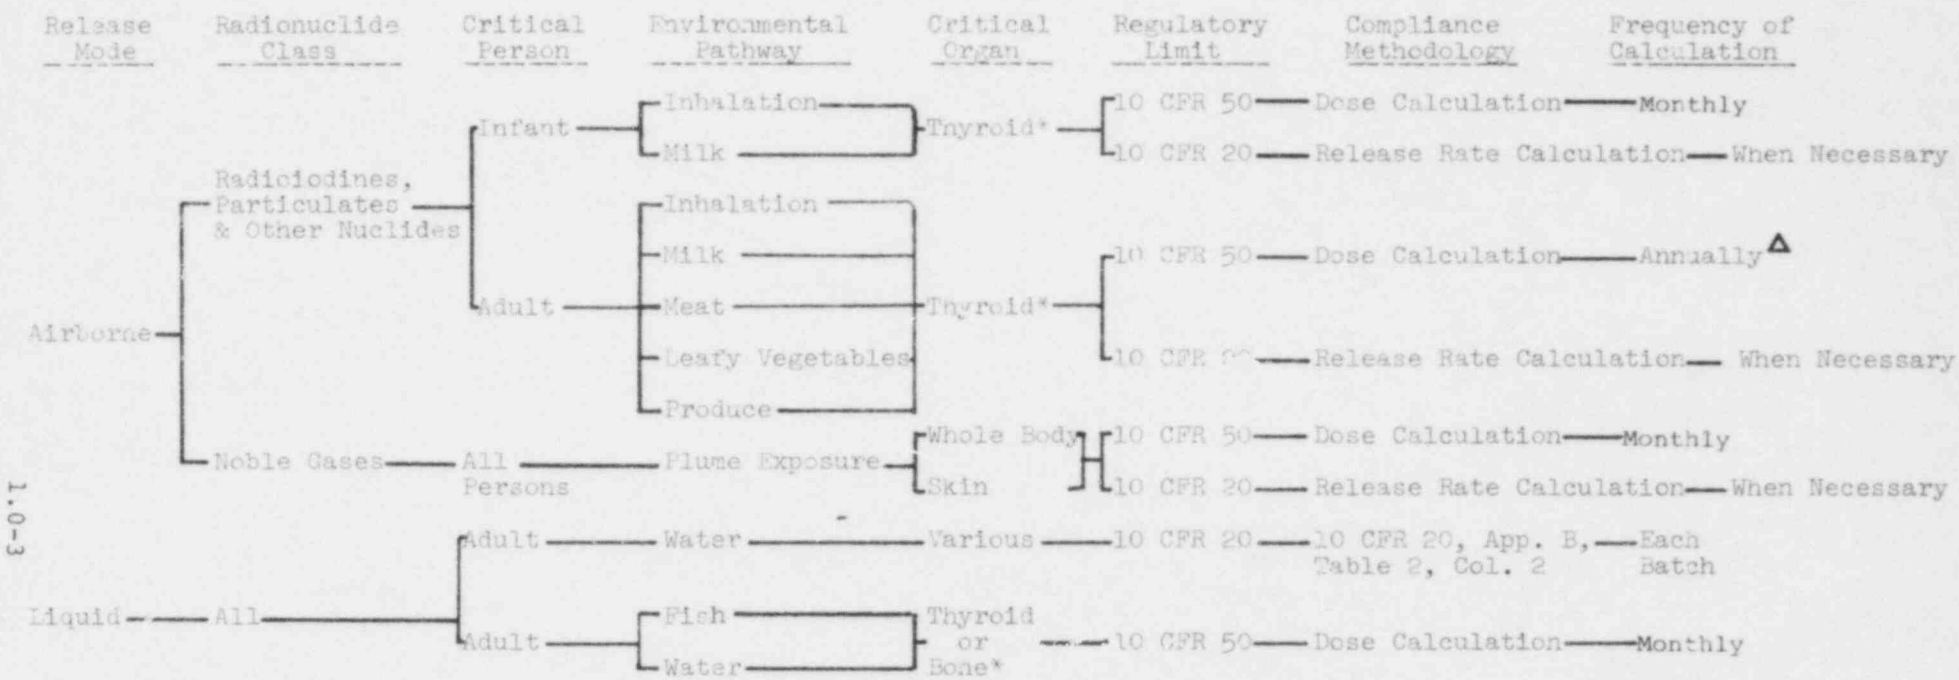 Release Mode
Radionuclide Class
Critical Person
Environmental Pathway
Critical Organ
Regulatory Limit
Compliance Methodology
Frequency of Calculation
Inhalation
10 CFR 50 Dose Calculation Monthly
Infant
Thyroid*
Milk
10 CFR 20 Release Rate Calculation When Necessary
Radioiodines,
Particulates
& Other Nuclides
Inhalation
Milk
10 CFR 50 Dose Calculation Annually Δ
Adult
Meat
Thyroid*
Airborne
Leafy Vegetables
10 CFR Release Rate Calculation When Necessary
Produce
Whole Body
10 CFR 50 Dose Calculation Monthly
Noble Gases
All Persons
Plume Exposure
Skin
10 CFR 20 Release Rate Calculation When Necessary
1.0-3
Adult Water Various 10 CFR 20 10 CFR 20, App. B, Each
Table 2, Col. 2 Batch
Liquid All
Fish
Thyroid
Adult
or
10 CFR 50 Dose Calculation Monthly
Water
Bone*